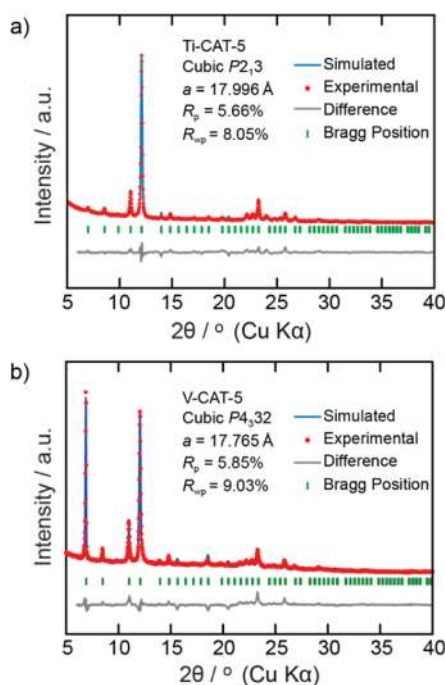 a)
Ti-CAT-5
Cubic P2₁3
a = 17.996 Å
Rₚ = 5.66%
R_wp = 8.05%
Simulated
Experimental
Difference
Bragg Position
Intensity / a.u.
5 10 15 20 25 30 35 40
2θ / ° (Cu Kα)
b)
V-CAT-5
Cubic P4₃32
a = 17.765 Å
Rₚ = 5.85%
R_wp = 9.03%
Simulated
Experimental
Difference
Bragg Position
Intensity / a.u.
5 10 15 20 25 30 35 40
2θ / ° (Cu Kα)